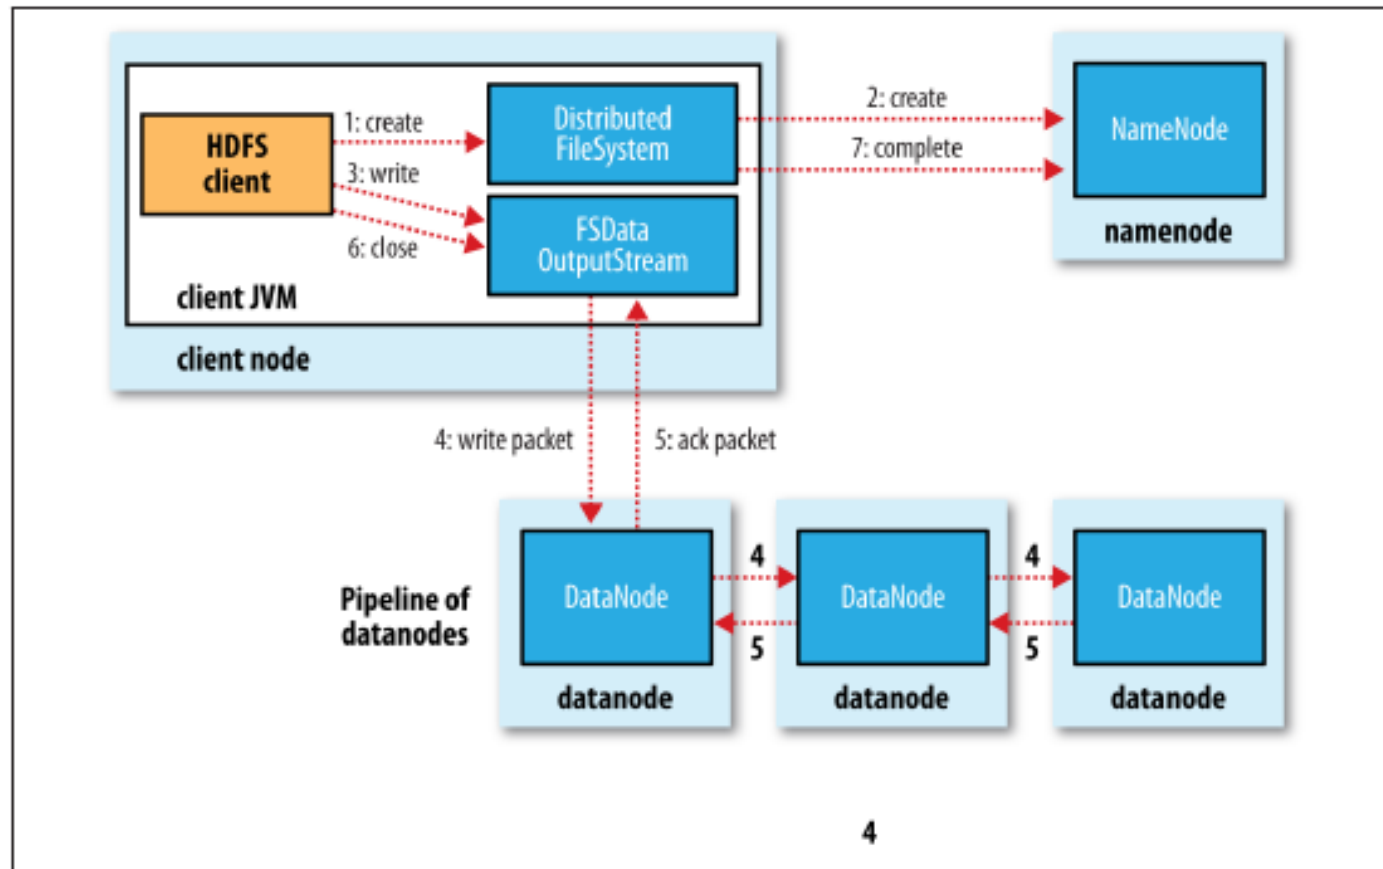 1: create
Distributed
FileSystem
2: create
NameNode
HDFS
client
7: complete
3: write
FSData
OutputStream
namenode
6: close
client JVM
client node
4: write packet
5: ack packet
4
4
Pipeline of
datanodes
DataNode
DataNode
DataNode
5
5
datanode
datanode
datanode
4